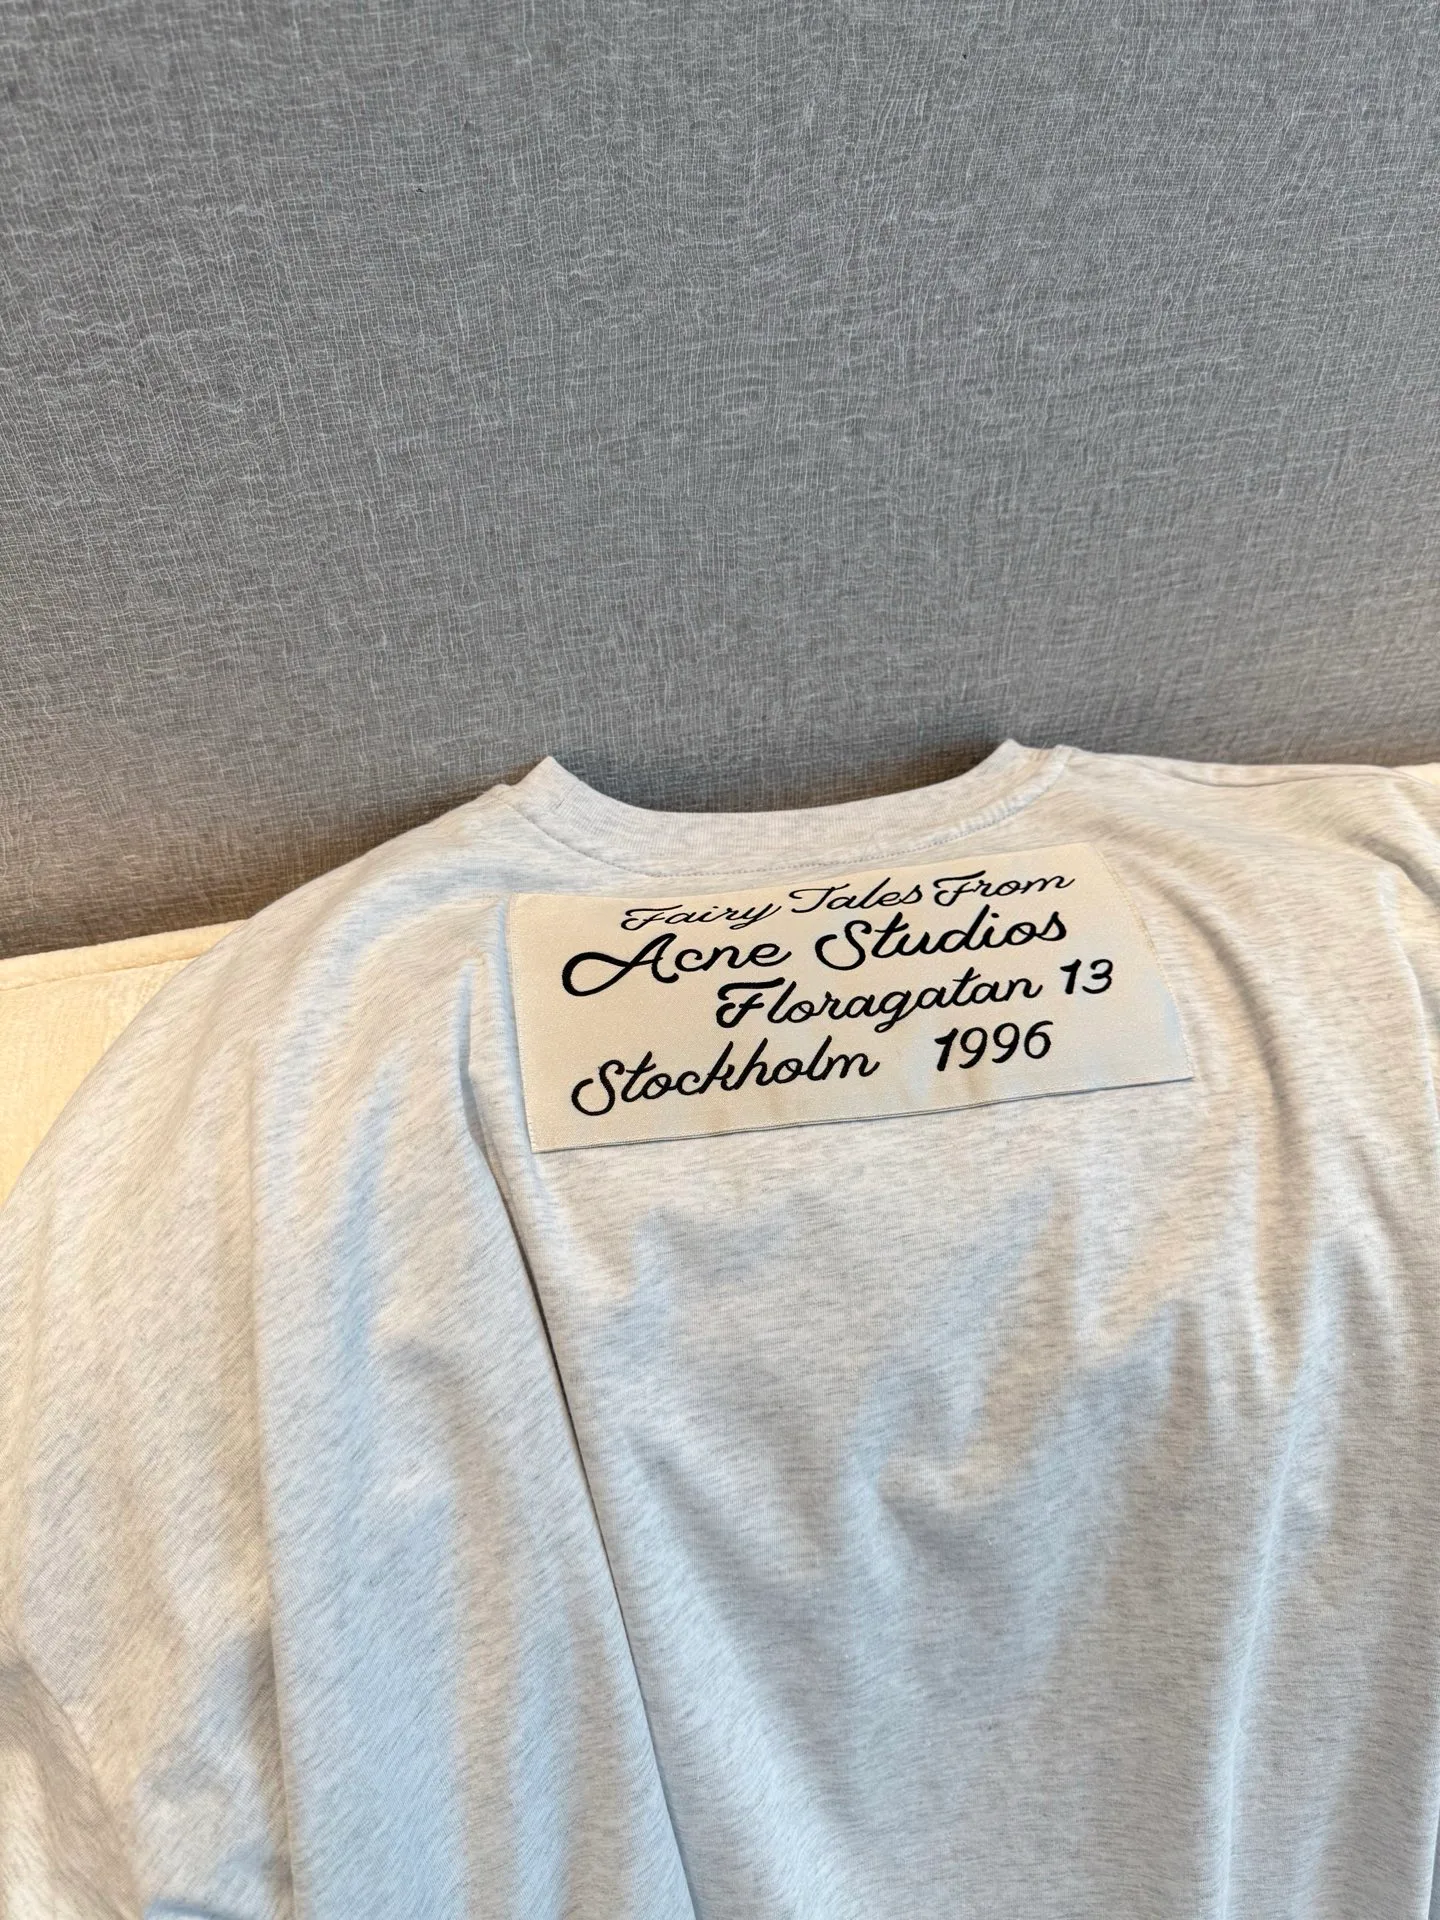 Fairy Tales From
Acne Studios
Floragatan 13
Stockholm 1996